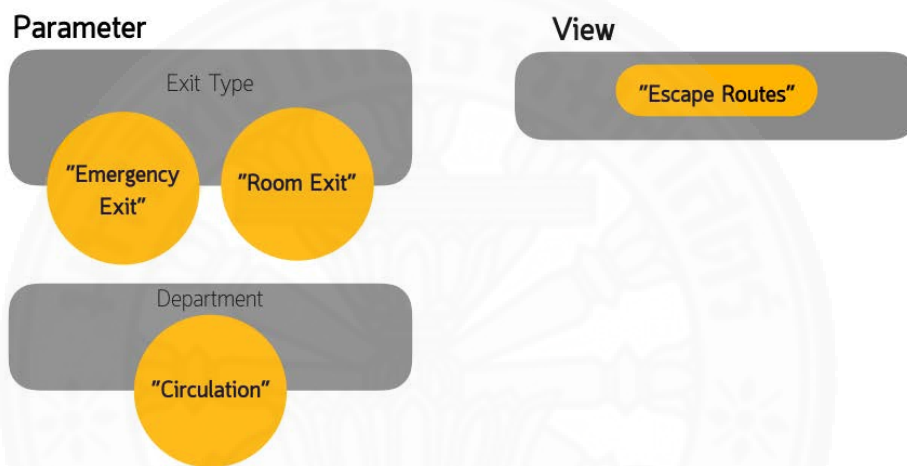 Parameter
Exit Type
"Emergency
Exit"
"Room Exit"
Department
"Circulation"
View
"Escape Routes"